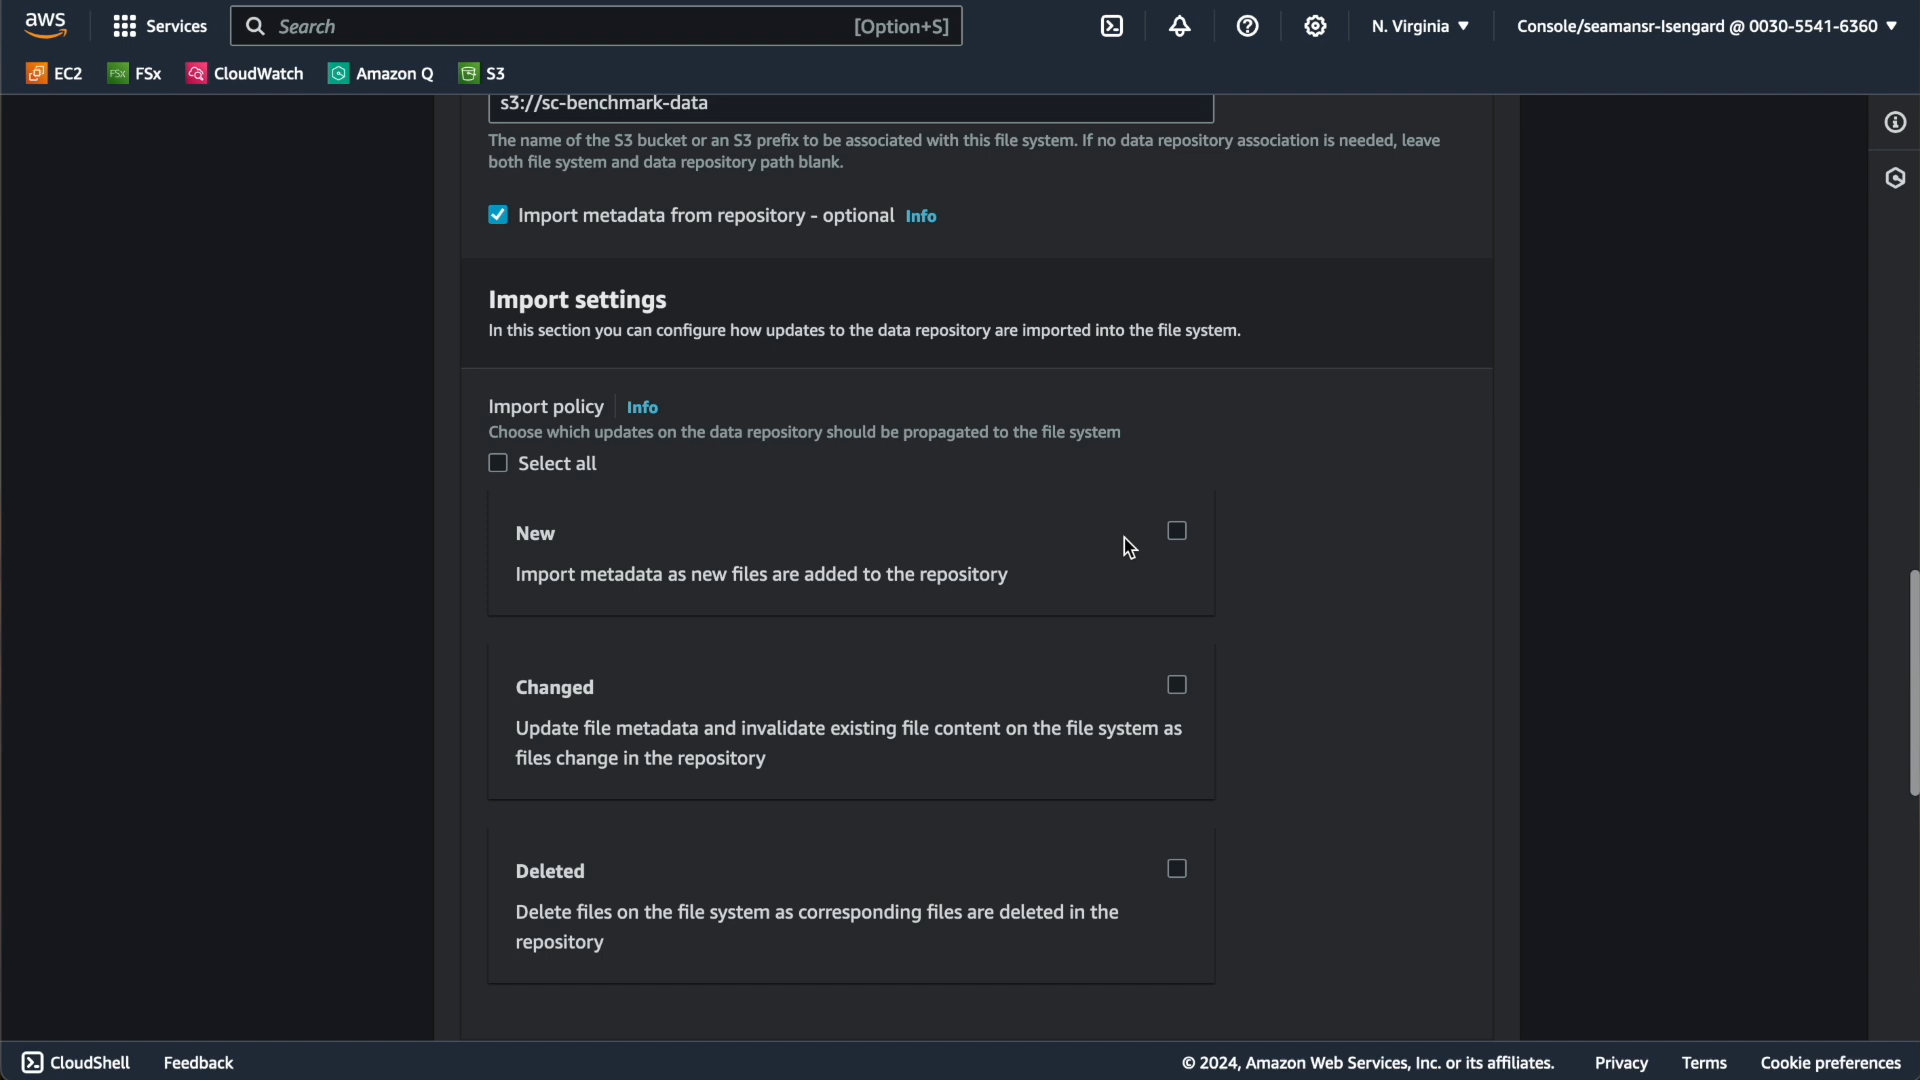 aws
Services
Search [Option+S]
N. Virginia
Console/seamansr-Isengard @ 0030-5541-6360
EC2
FSx FSx
CloudWatch
Amazon Q
S3
s3://sc-benchmark-data
The name of the S3 bucket or an S3 prefix to be associated with this file system. If no data repository association is needed, leave
both file system and data repository path blank.
Import metadata from repository - optional Info
Import settings
In this section you can configure how updates to the data repository are imported into the file system.
Import policy Info
Choose which updates on the data repository should be propagated to the file system
Select all
New
Import metadata as new files are added to the repository
Changed
Update file metadata and invalidate existing file content on the file system as
files change in the repository
Deleted
Delete files on the file system as corresponding files are deleted in the
repository
CloudShell
Feedback
© 2024, Amazon Web Services, Inc. or its affiliates.
Privacy
Terms
Cookie preferences